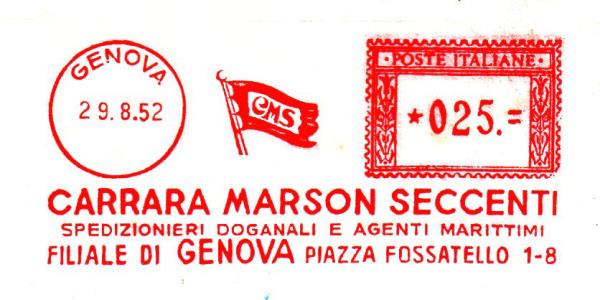 GENOVA
29.8.52
CMS
POSTE ITALIANE
*025.=
CARRARA MARSON SECCENTI
SPEDIZIONIERI DOGANALI E AGENTI MARITTIMI
FILIALE DI GENOVA PIAZZA FOSSATELLO 1-8